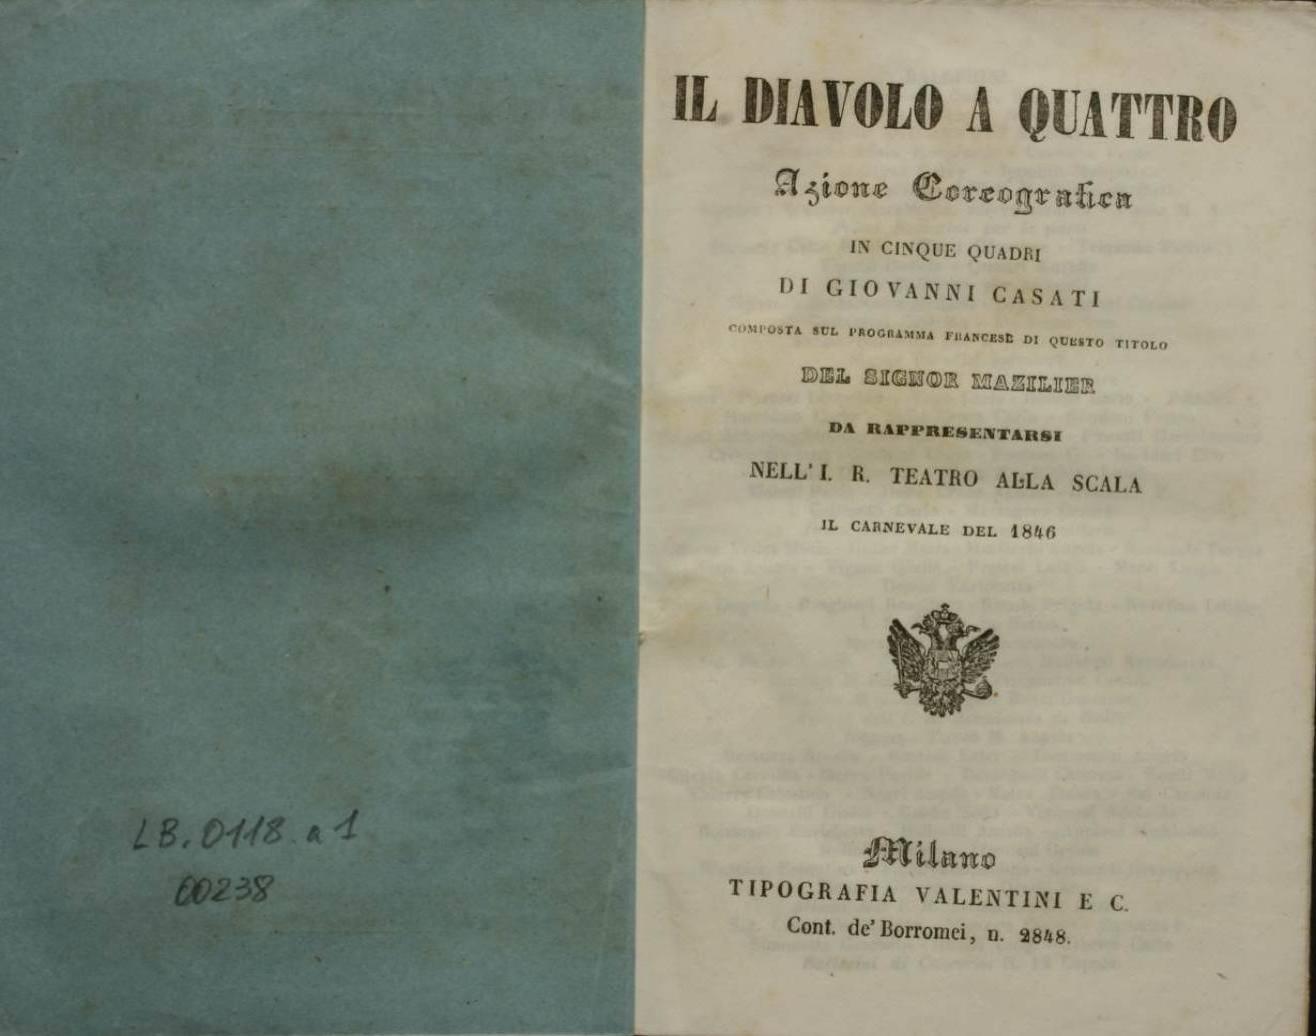 LB.0118.a1
00238
IL DIAVOLO A QUATTRO
Azione Coreografica
IN CINQUE QUADRI
DI GIOVANNI CASATI
COMPOSTA SUL PROGRAMMA FRANCESE DI QUESTO TITOLO
DEL SIGNOR MAZILIER
DA RAPPRESENTARSI
NELL' I. R. TEATRO ALLA SCALA
IL CARNEVALE DEL 1846
Milano
TIPOGRAFIA VALENTINI E C.
Cont. de' Borromei, n. 2848.